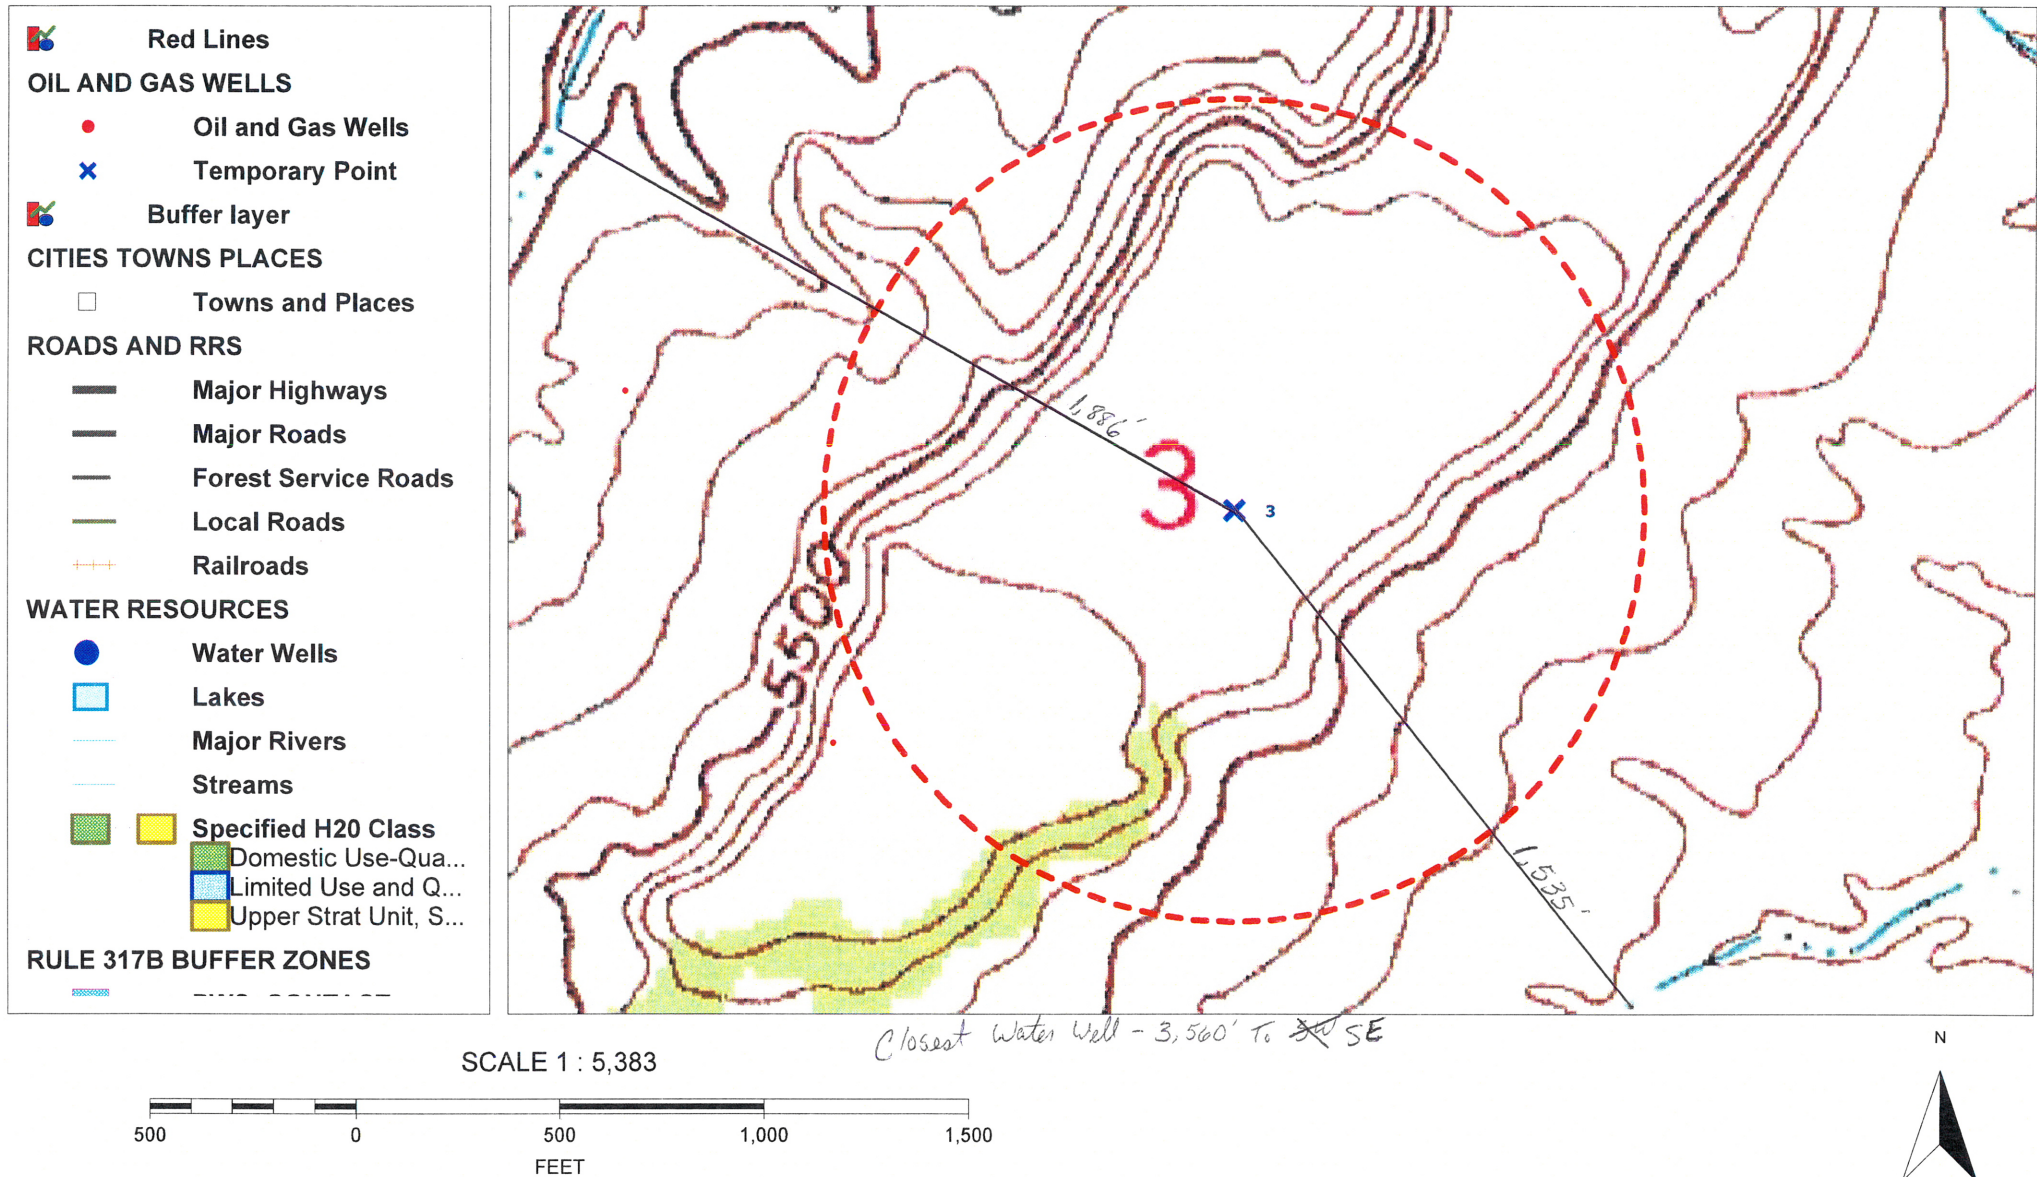 Red Lines
OIL AND GAS WELLS
Oil and Gas Wells
Temporary Point
Buffer layer
CITIES TOWNS PLACES
Towns and Places
ROADS AND RRS
Major Highways
Major Roads
Forest Service Roads
Local Roads
Railroads
WATER RESOURCES
Water Wells
Lakes
Major Rivers
Streams
Specified H20 Class
Domestic Use-Qua...
Limited Use and Q...
Upper Strat Unit, S...
RULE 317B BUFFER ZONES
1,886'
3
3
5500
1,535'
Closest Water Well - 3,560' To SW SE
SCALE 1 : 5,383
500 0 500 1,000 1,500
FEET
N